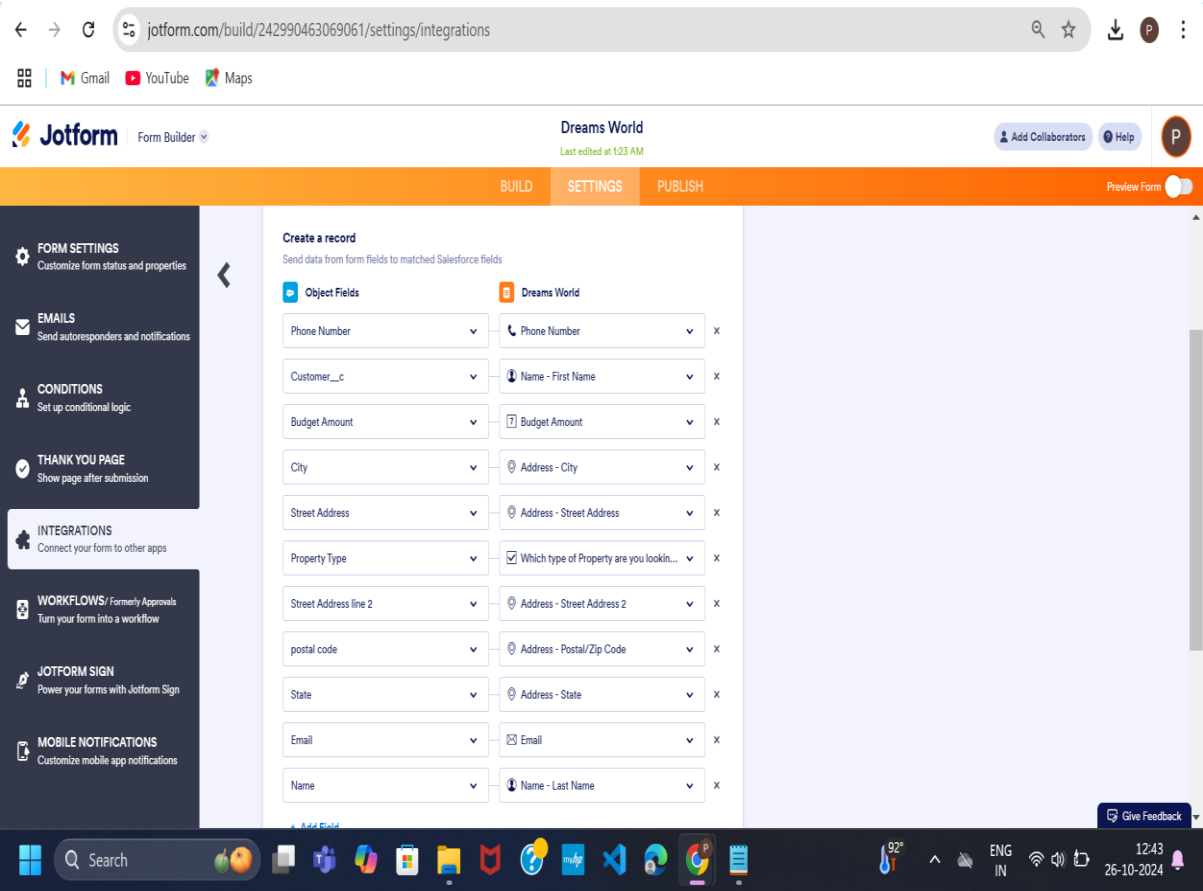 jotform.com/build/242990463069061/settings/integrations
P
Gmail YouTube Maps
Jotform Form Builder
Dreams World
Last edited at 1:23 AM
Add Collaborators Help P
BUILD SETTINGS PUBLISH
Preview Form
FORM SETTINGS
Customize form status and properties
EMAILS
Send autoresponders and notifications
CONDITIONS
Set up conditional logic
THANK YOU PAGE
Show page after submission
INTEGRATIONS
Connect your form to other apps
WORKFLOWS/ Formerly Approvals
Turn your form into a workflow
JOTFORM SIGN
Power your forms with Jotform Sign
MOBILE NOTIFICATIONS
Customize mobile app notifications
Create a record
Send data from form fields to matched Salesforce fields
Object Fields Dreams World
Phone Number Phone Number x
Customer__c Name - First Name x
Budget Amount 7 Budget Amount x
City Address - City x
Street Address Address - Street Address x
Property Type Which type of Property are you lookin... x
Street Address line 2 Address - Street Address 2 x
postal code Address - Postal/Zip Code x
State Address - State x
Email Email x
Name Name - Last Name x
+ Add Field
Give Feedback
Search
myhp
P
92°
ENG
IN
12:43
26-10-2024